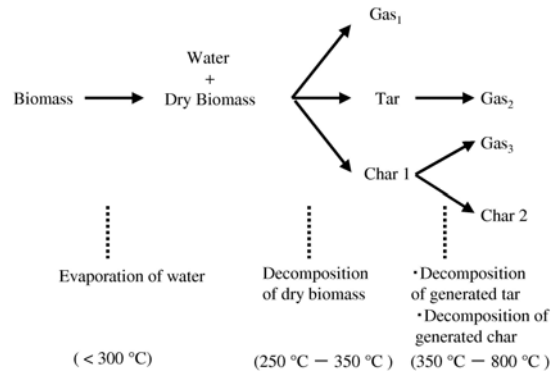 Gas₁
Water
+
Biomass
Dry Biomass
Tar
Gas₂
Gas₃
Char 1
Char 2
Evaporation of water
Decomposition
of dry biomass
・Decomposition
of generated tar
・Decomposition of
generated char
( < 300 °C)
(250 °C − 350 °C)
(350 °C − 800 °C)